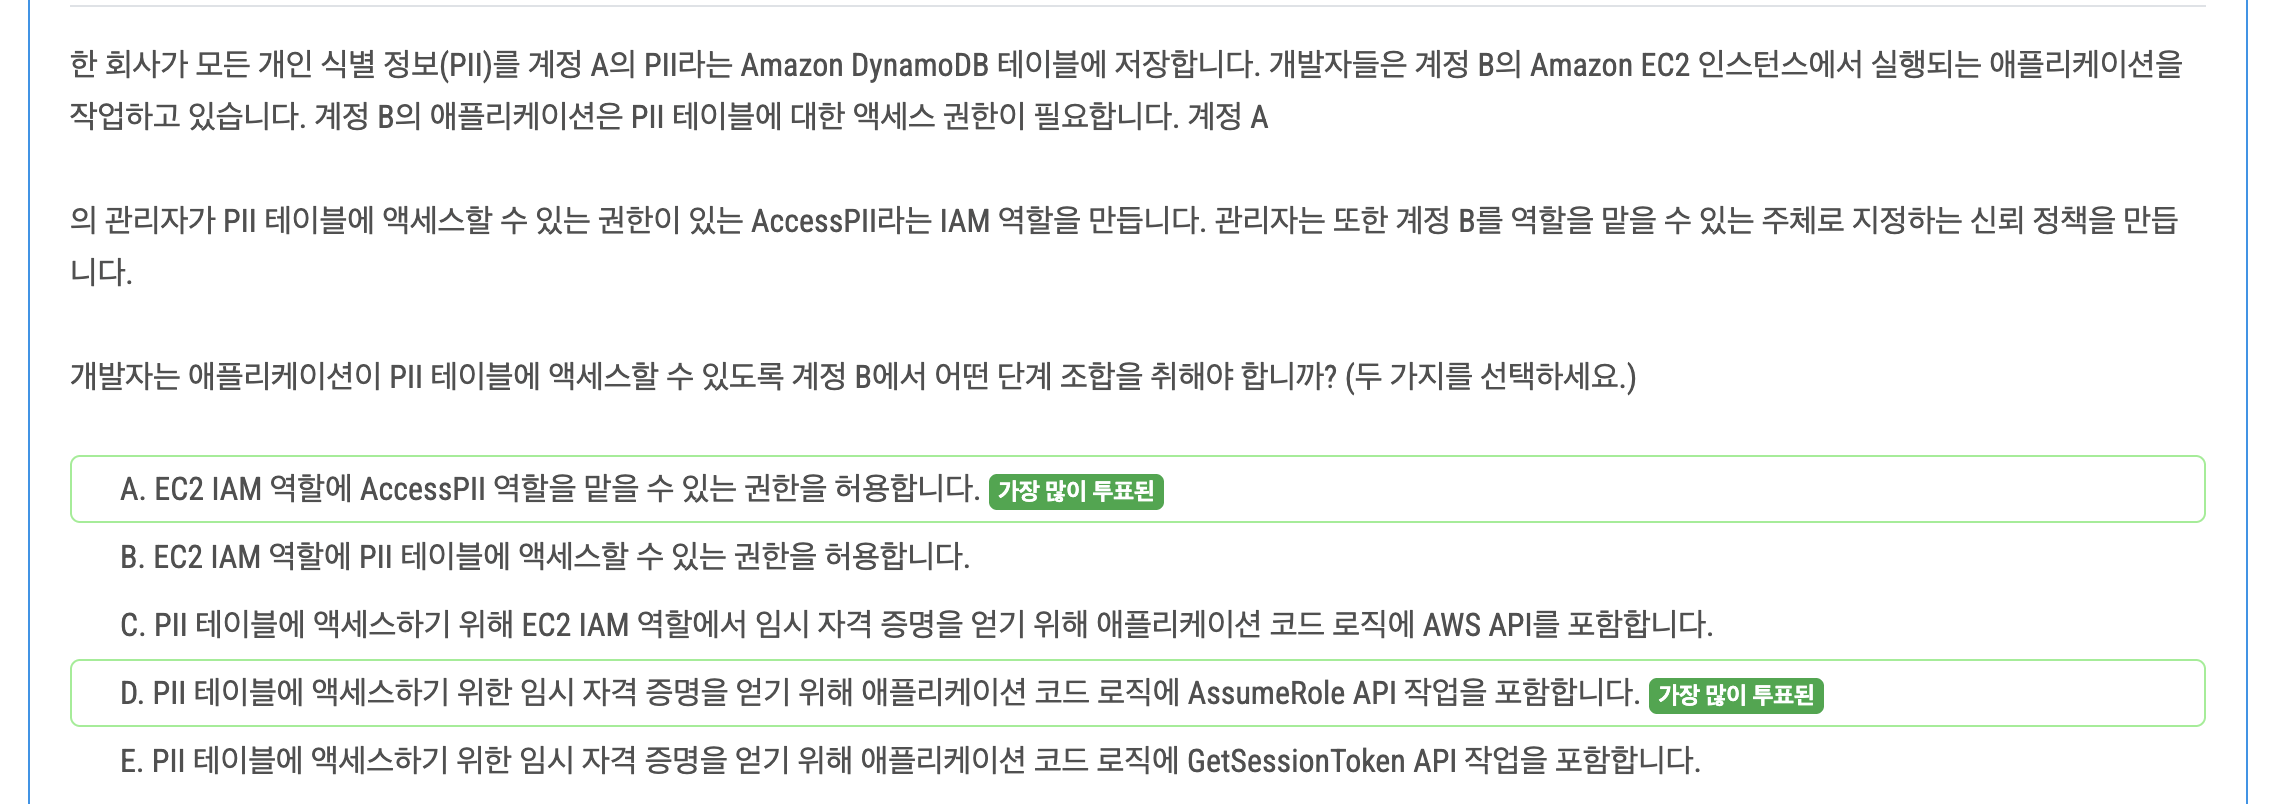 한 회사가 모든 개인 식별 정보(PII)를 계정 A의 PII라는 Amazon DynamoDB 테이블에 저장합니다. 개발자들은 계정 B의 Amazon EC2 인스턴스에서 실행되는 애플리케이션을
작업하고 있습니다. 계정 B의 애플리케이션은 PII 테이블에 대한 액세스 권한이 필요합니다. 계정 A
의 관리자가 PII 테이블에 액세스할 수 있는 권한이 있는 AccessPII라는 IAM 역할을 만듭니다. 관리자는 또한 계정 B를 역할을 맡을 수 있는 주체로 지정하는 신뢰 정책을 만듭
니다.
개발자는 애플리케이션이 PII 테이블에 액세스할 수 있도록 계정 B에서 어떤 단계 조합을 취해야 합니까? (두 가지를 선택하세요.)
A. EC2 IAM 역할에 AccessPII 역할을 맡을 수 있는 권한을 허용합니다. 가장 많이 투표된
B. EC2 IAM 역할에 PII 테이블에 액세스할 수 있는 권한을 허용합니다.
C. PII 테이블에 액세스하기 위해 EC2 IAM 역할에서 임시 자격 증명을 얻기 위해 애플리케이션 코드 로직에 AWS API를 포함합니다.
D. PII 테이블에 액세스하기 위한 임시 자격 증명을 얻기 위해 애플리케이션 코드 로직에 AssumeRole API 작업을 포함합니다. 가장 많이 투표된
E. PII 테이블에 액세스하기 위한 임시 자격 증명을 얻기 위해 애플리케이션 코드 로직에 GetSessionToken API 작업을 포함합니다.